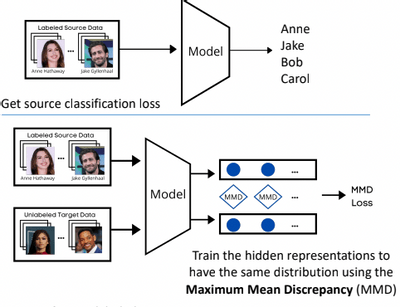 Labeled Source Data
...
Anne Hathaway Jake Gyllenhaal
Model
Anne
Jake
Bob
Carol
Get source classification loss
Labeled Source Data
...
Anne Hathaway Jake Gyllenhaal
Unlabeled Target Data
...
Model
...
MMD MMD ...
...
MMD
Loss
Train the hidden representations to
have the same distribution using the
Maximum Mean Discrepancy (MMD)